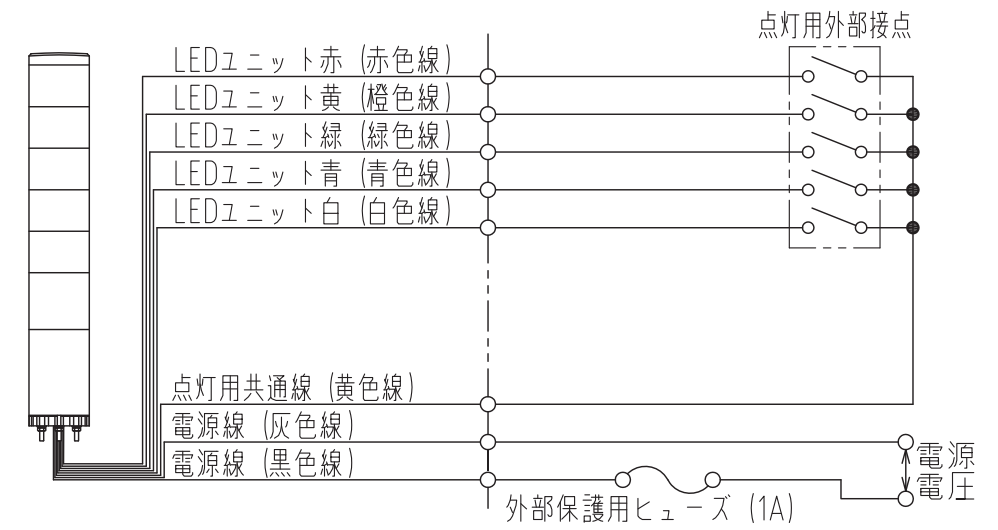 点灯用外部接点
LEDユニット赤 (赤色線)
LEDユニット黄 (橙色線)
LEDユニット緑 (緑色線)
LEDユニット青 (青色線)
LEDユニット白 (白色線)
点灯用共通線 (黄色線)
電源線 (灰色線)
電源線 (黒色線)
電源
電圧
外部保護用ヒューズ (1A)